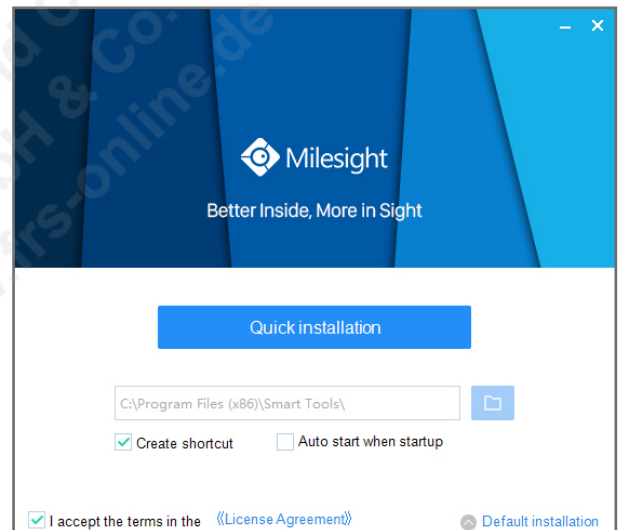 Milesight
Better Inside, More in Sight
Quick installation
C:\Program Files (x86)\Smart Tools\
Create shortcut
Auto start when startup
I accept the terms in the 《License Agreement》
Default installation